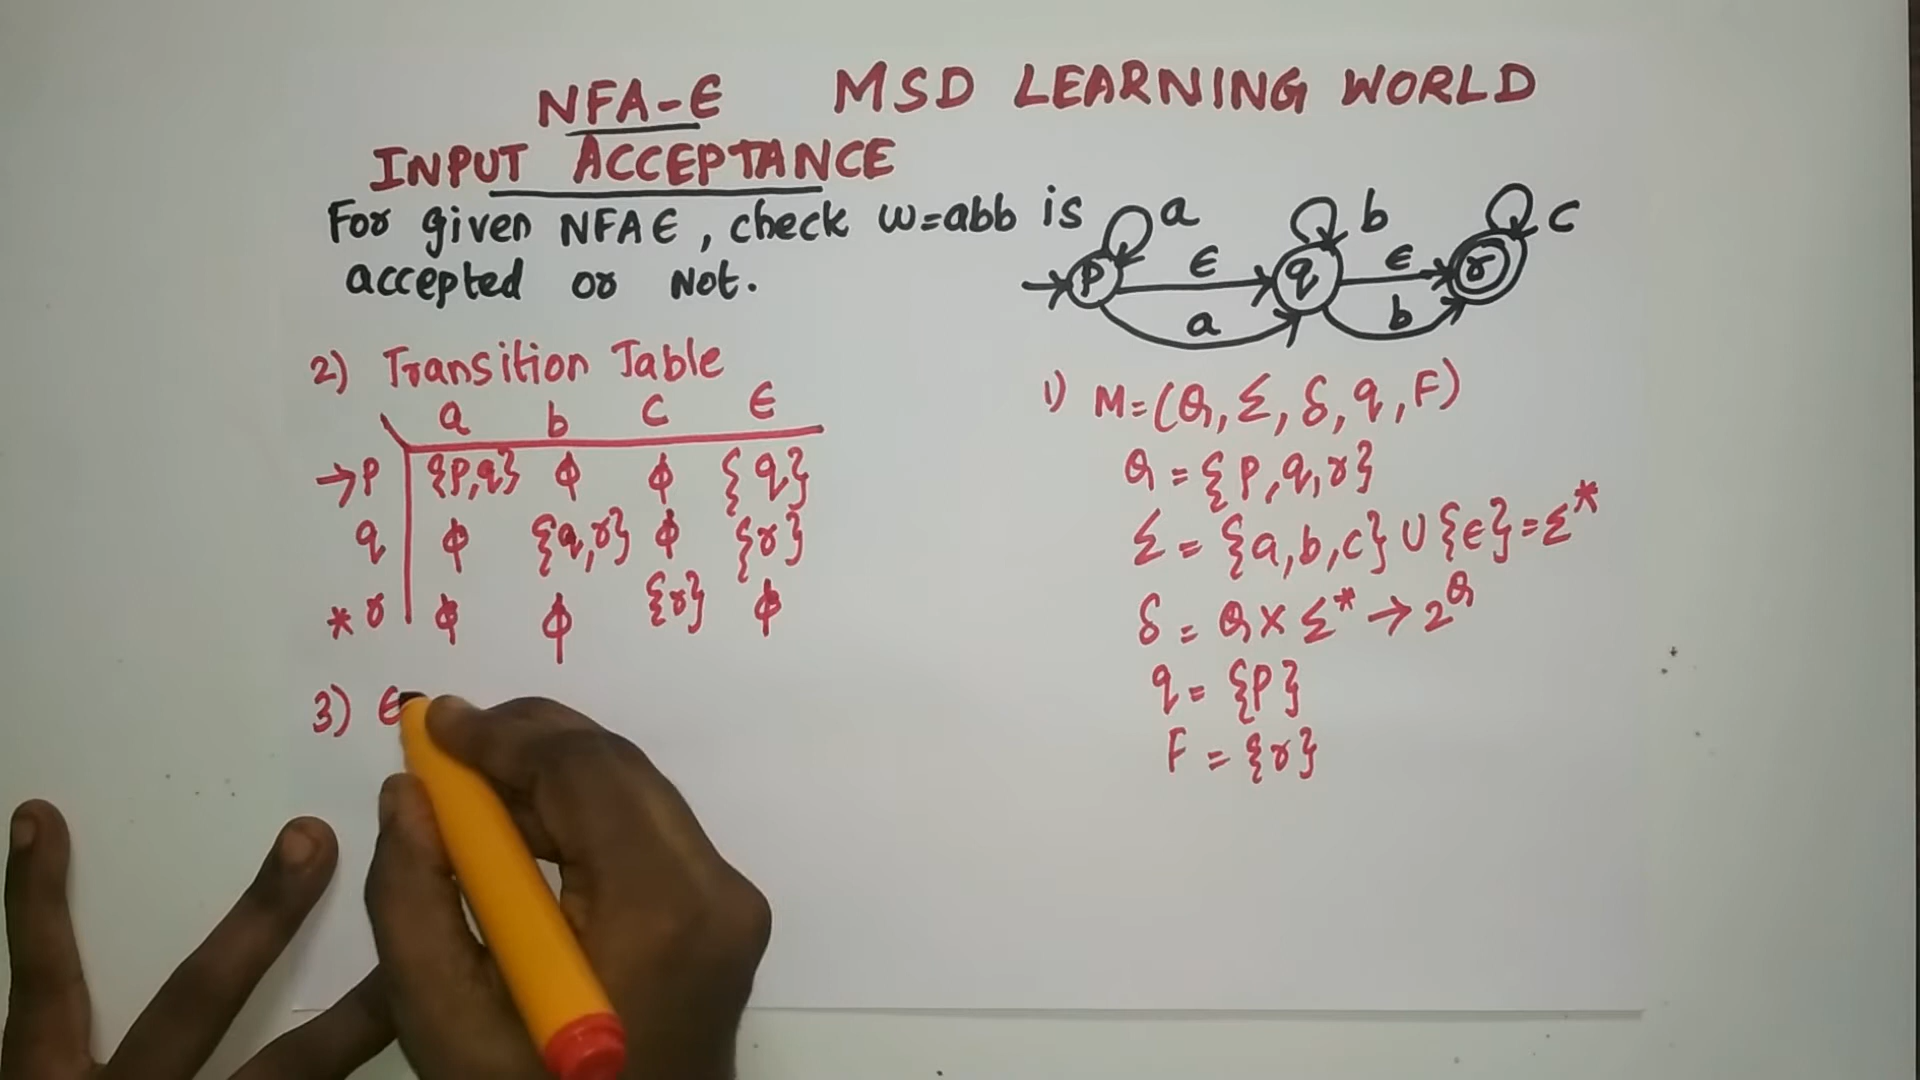 NFA-ϵ MSD LEARNING WORLD
INPUT ACCEPTANCE
For given NFAϵ, check w=abb is
accepted or Not.
a b c
p ϵ q ϵ r
a b
2) Transition Table
a b c ϵ
→p {p,q} ϕ ϕ {q}
q ϕ {q,r} ϕ {r}
*r ϕ ϕ {r} ϕ
3) ϵ
1) M=(Q,Σ,δ,q,F)
Q={p,q,r}
Σ={a,b,c}∪{ϵ}=Σ*
δ=Q×Σ*→2^Q
q={p}
F={r}